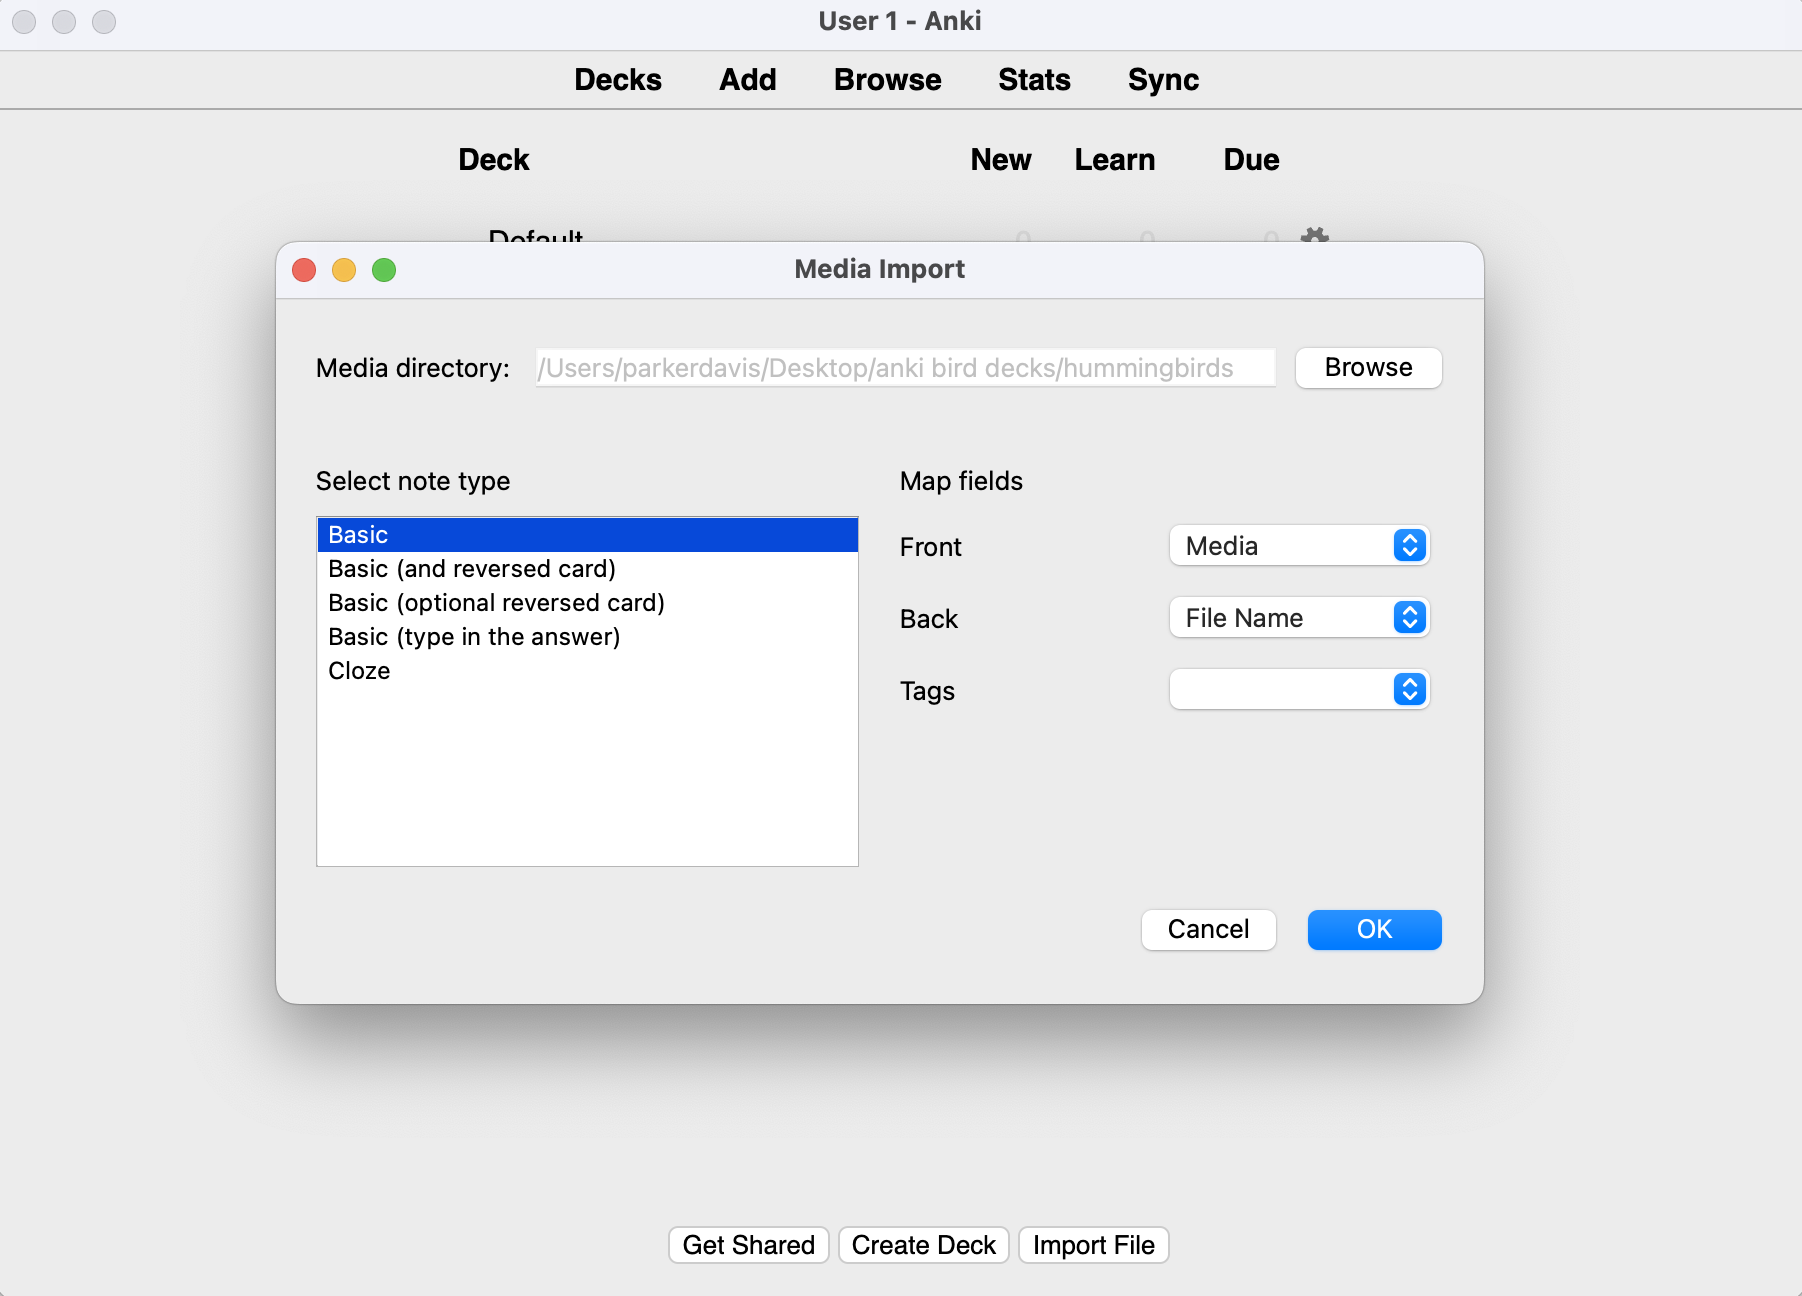 User 1 - Anki
Decks Add Browse Stats Sync
Deck New Learn Due
Default 0 0 0
Media Import
Media directory: /Users/parkerdavis/Desktop/anki bird decks/hummingbirds Browse
Select note type
Basic
Basic (and reversed card)
Basic (optional reversed card)
Basic (type in the answer)
Cloze
Map fields
Front Media
Back File Name
Tags
Cancel OK
Get Shared Create Deck Import File